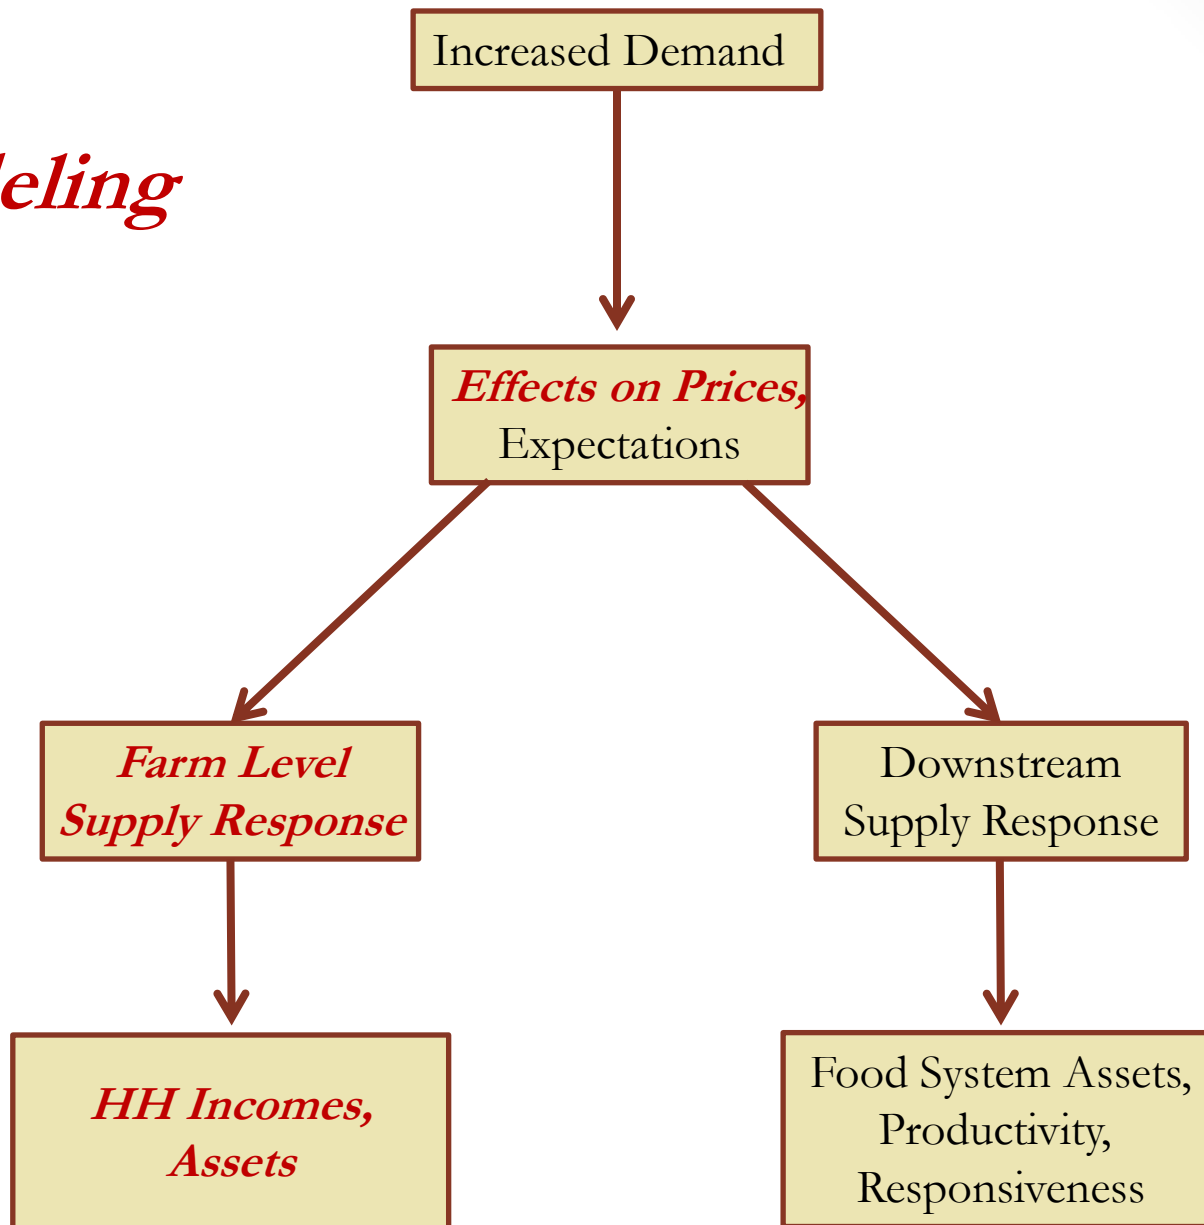 Increased Demand
eling
Effects on Prices,
Expectations
Farm Level
Supply Response
Downstream
Supply Response
HH Incomes,
Assets
Food System Assets,
Productivity,
Responsiveness